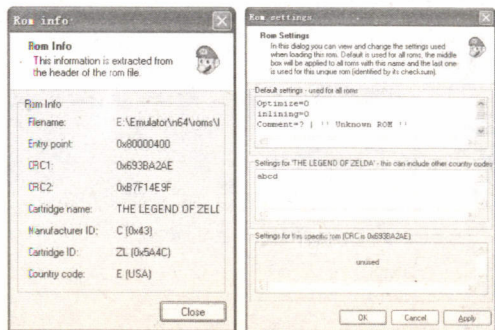 Rom info
Rom Info
This information is extracted from
the header of the rom file.
Rom Info
Filename: E:\Emulator\n64\roms\l
Entry point: 0x80000400
CRC1: 0x693BA2AE
CRC2: 0xB7F14E9F
Cartridge name: THE LEGEND OF ZELD
Manufacturer ID: C (0x43)
Cartridge ID: ZL (0x5A4C)
Country code: E (USA)
Close
Rom settings
Rom Settings
In this dialog you can view and change the settings used
when loading this rom. Default is used for all roms, the middle
box will be applied to all roms with this name and the last one
is used for this unique rom (identified by its checksum).
Default settings - used for all roms
Optimize=0
inlining=0
Comment=? | '' Unknown ROM ''
Settings for 'THE LEGEND OF ZELDA' - this can include other country codes
abcd
Settings for this specific rom (CRC is 0x693BA2AE)
unused
OK Cancel Apply